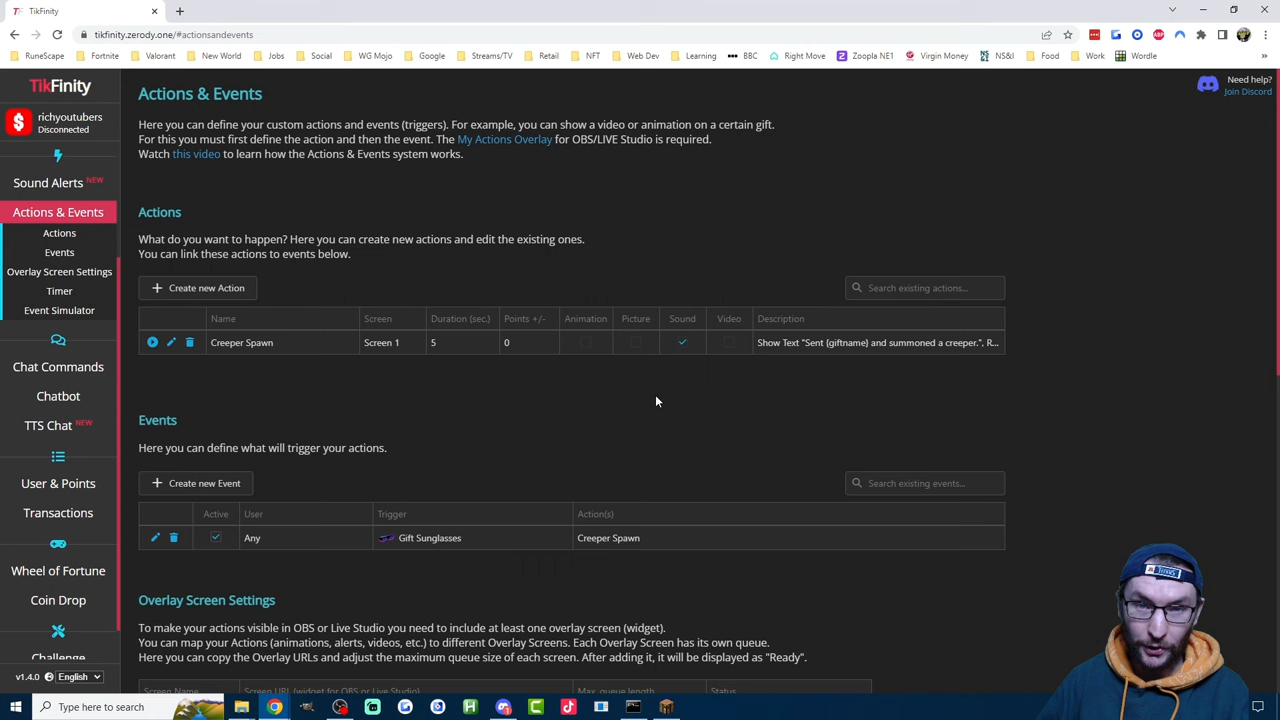 TikFinity
tikfinity.zerody.one/#actionsandevents
RuneScape
Fortnite
Valorant
New World
Jobs
Social
WG Mojo
Google
Streams/TV
Retail
NFT
Web Dev
Learning
BBC
Right Move
Zoopla NE1
Virgin Money
NS&I
Food
Work
Wordle
TikFinity
richyoutubers
Disconnected
Sound Alerts NEW
Actions & Events
Actions
Events
Overlay Screen Settings
Timer
Event Simulator
Chat Commands
Chatbot
TTS Chat NEW
User & Points
Transactions
Wheel of Fortune
Coin Drop
Challenge
v1.4.0 English
Need help?
Join Discord
Actions & Events
Here you can define your custom actions and events (triggers). For example, you can show a video or animation on a certain gift.
For this you must first define the action and then the event. The My Actions Overlay for OBS/LIVE Studio is required.
Watch this video to learn how the Actions & Events system works.
Actions
What do you want to happen? Here you can create new actions and edit the existing ones.
You can link these actions to events below.
+ Create new Action
Search existing actions...
Name Screen Duration (sec.) Points +/- Animation Picture Sound Video Description
Creeper Spawn Screen 1 5 0 Show Text "Sent {giftname} and summoned a creeper.", R...
Events
Here you can define what will trigger your actions.
+ Create new Event
Search existing events...
Active User Trigger Action(s)
Any Gift Sunglasses Creeper Spawn
Overlay Screen Settings
To make your actions visible in OBS or Live Studio you need to include at least one overlay screen (widget).
You can map your Actions (animations, alerts, videos, etc.) to different Overlay Screens. Each Overlay Screen has its own queue.
Here you can copy the Overlay URLs and adjust the maximum queue size of each screen. After adding it, it will be displayed as "Ready".
Screen Name Screen URL (widget for OBS or Live Studio) Max. queue length Status
Type here to search